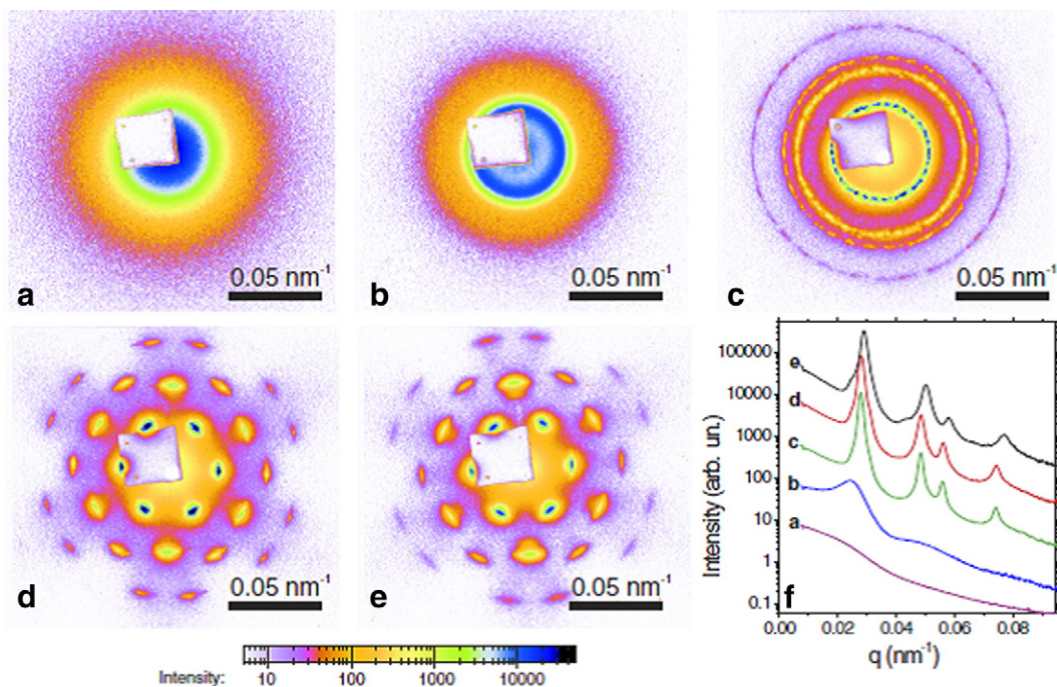 0.05 nm-1
a
0.05 nm-1
b
0.05 nm-1
c
0.05 nm-1
d
0.05 nm-1
e
Intensity (arb. un.)
100000
10000
1000
100
10
1
0.1
e
d
c
b
a
f
0.00 0.02 0.04 0.06 0.08
q (nm-1)
Intensity: 10 100 1000 10000